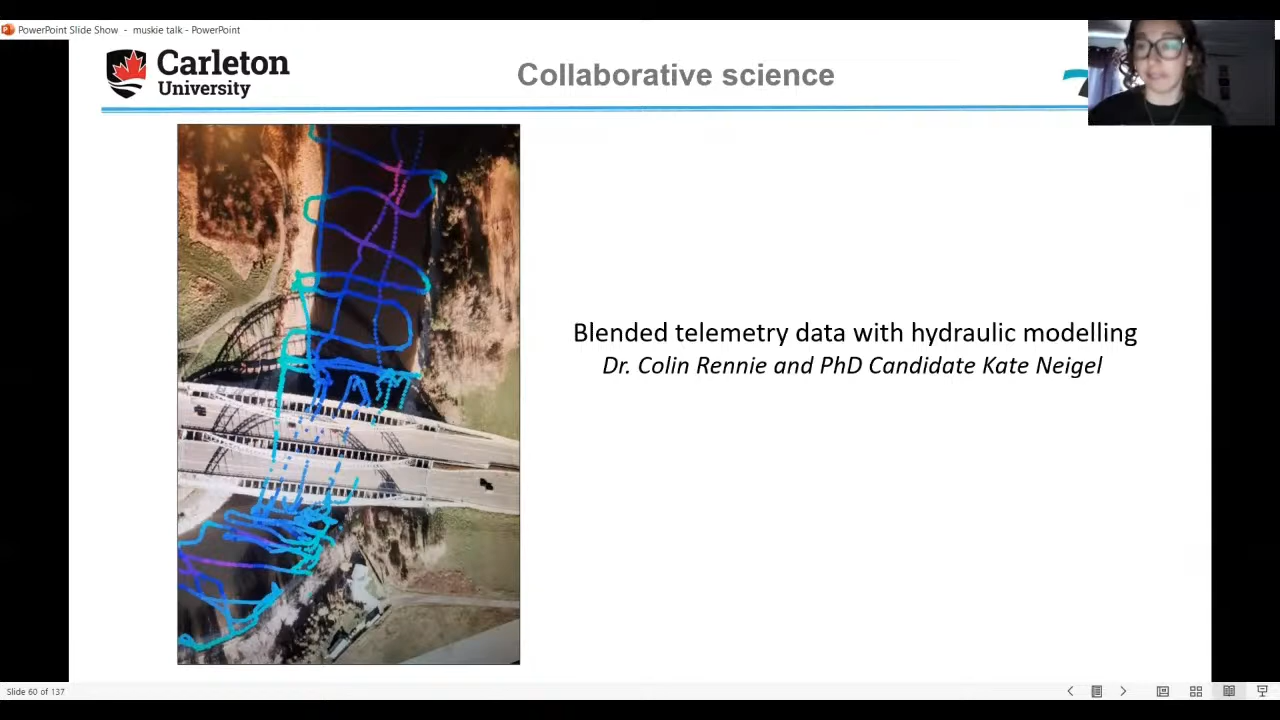 PowerPoint Slide Show - muskie talk - PowerPoint
Carleton
University
Collaborative science
Blended telemetry data with hydraulic modelling
Dr. Colin Rennie and PhD Candidate Kate Neigel
Slide 60 of 137